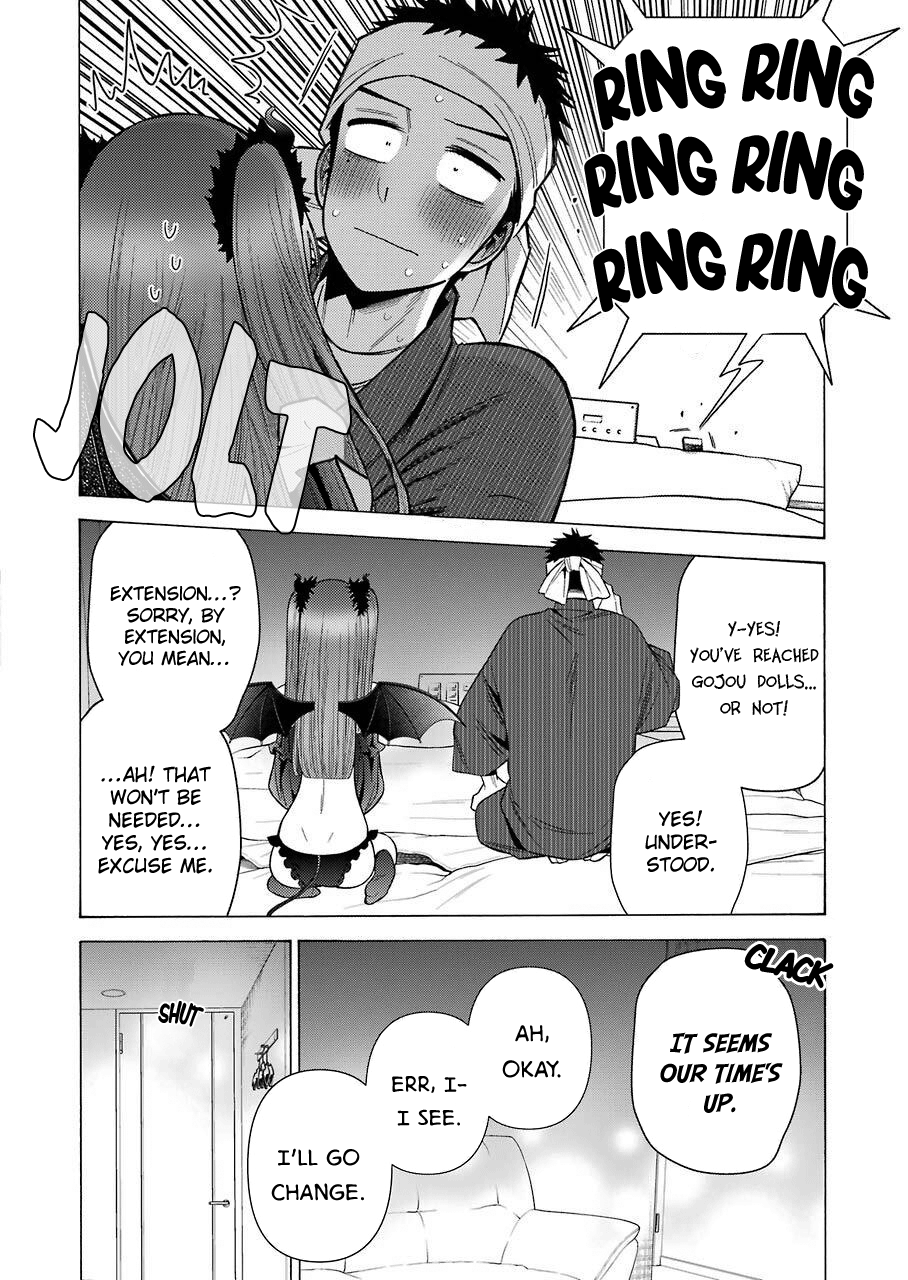 RING RING
RING RING
RING RING
JOLT
Y-YES!
YOU'VE REACHED
GOJOU DOLLS...
OR NOT!
YES!
UNDER-
STOOD.
EXTENSION...?
SORRY, BY
EXTENSION,
YOU MEAN...
...AH! THAT
WON'T BE
NEEDED...
YES, YES...
EXCUSE ME.
CLACK
IT SEEMS
OUR TIME'S
UP.
AH,
OKAY.
ERR, I-
I SEE.
I'LL GO
CHANGE.
SHUT